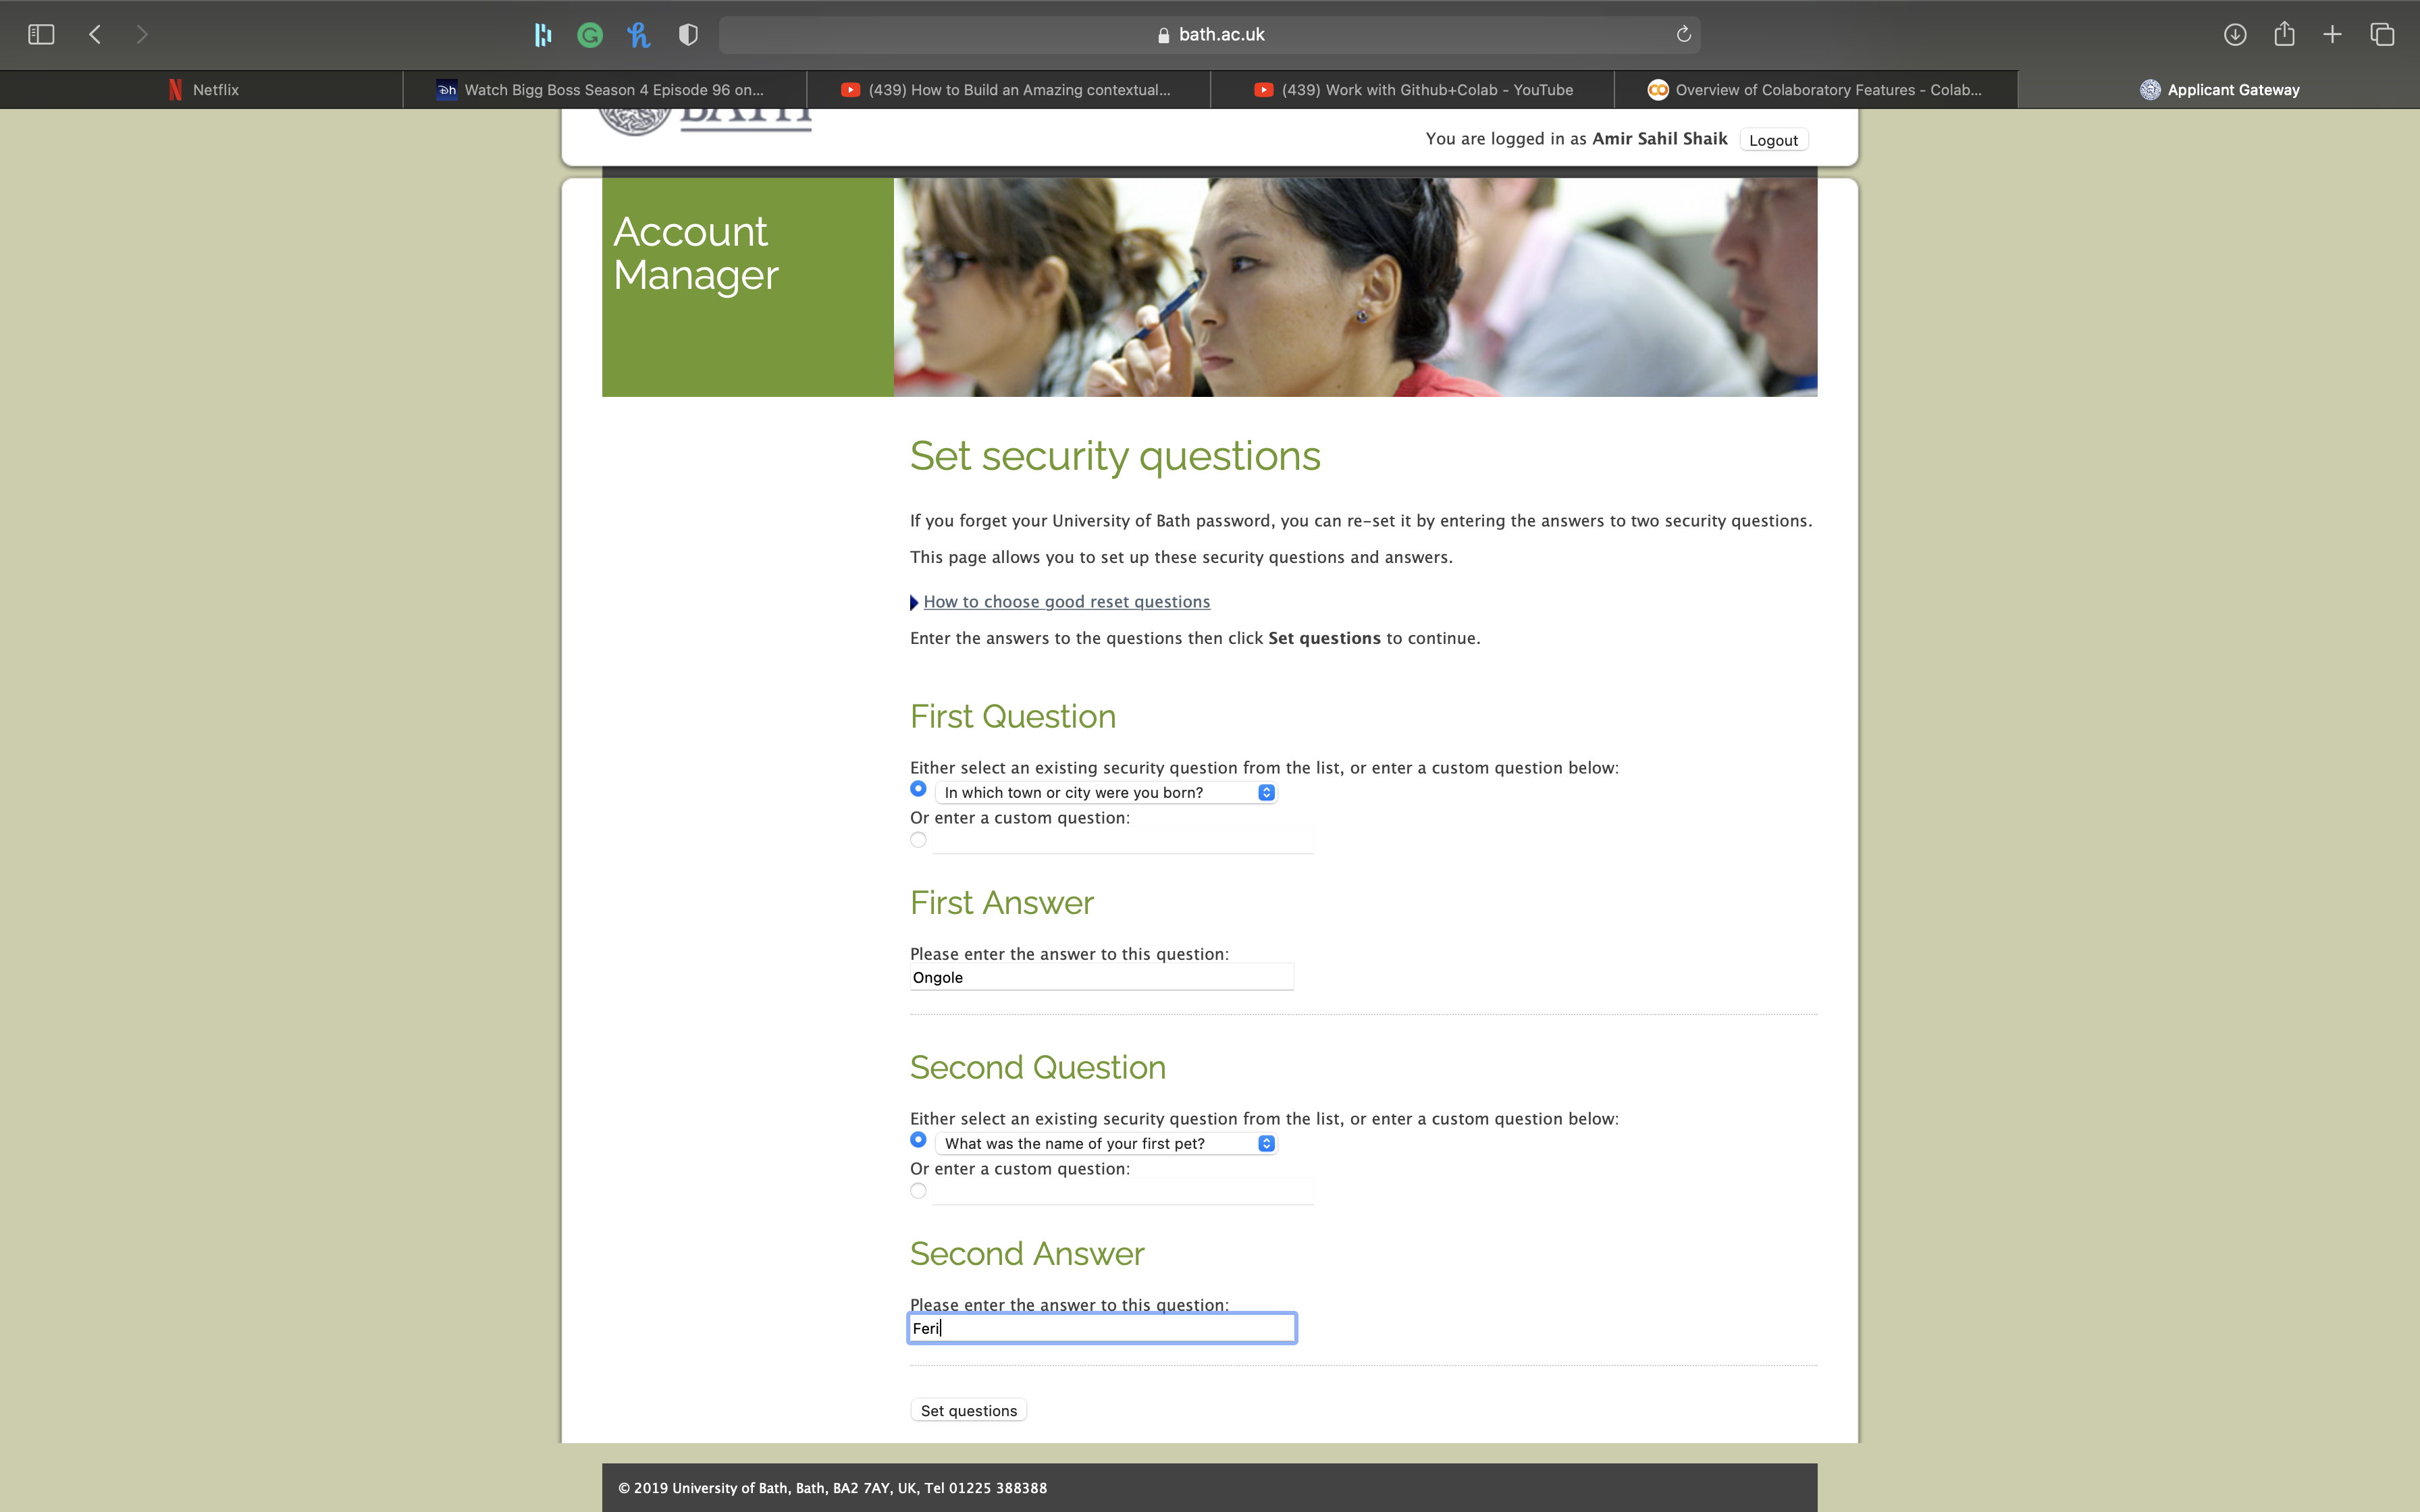 bath.ac.uk
Netflix
Watch Bigg Boss Season 4 Episode 96 on...
(439) How to Build an Amazing contextual...
(439) Work with Github+Colab - YouTube
Overview of Colaboratory Features - Colab...
Applicant Gateway
BATH
You are logged in as Amir Sahil Shaik
Logout
Account
Manager
Set security questions
If you forget your University of Bath password, you can re-set it by entering the answers to two security questions.
This page allows you to set up these security questions and answers.
How to choose good reset questions
Enter the answers to the questions then click Set questions to continue.
First Question
Either select an existing security question from the list, or enter a custom question below:
In which town or city were you born?
Or enter a custom question:
First Answer
Please enter the answer to this question:
Ongole
Second Question
Either select an existing security question from the list, or enter a custom question below:
What was the name of your first pet?
Or enter a custom question:
Second Answer
Please enter the answer to this question:
Feri
Set questions
© 2019 University of Bath, Bath, BA2 7AY, UK, Tel 01225 388388